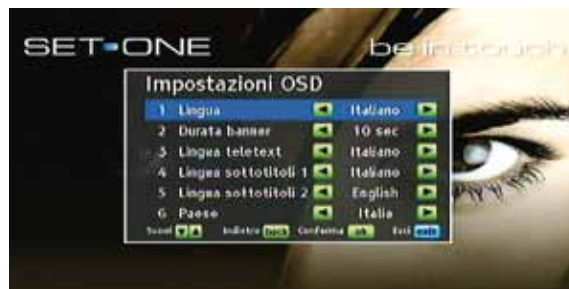 SET-ONE
be in touch
Impostazioni OSD
1 Lingua Italiano
2 Durata banner 10 sec
3 Lingua teletext Italiano
4 Lingua sottotitoli 1 Italiano
5 Lingua sottotitoli 2 English
6 Paese Italia
Indietro back Conferma ok Esci exit